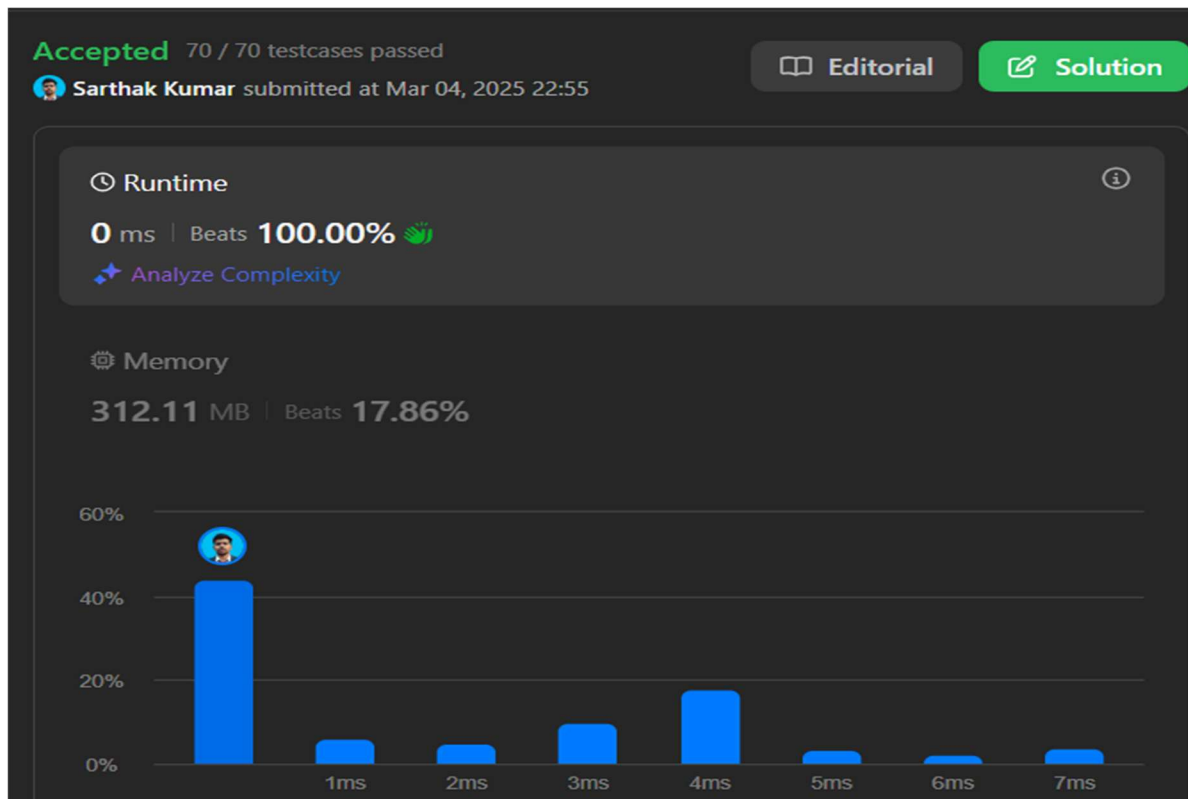 Accepted 70 / 70 testcases passed
Editorial
Solution
Sarthak Kumar submitted at Mar 04, 2025 22:55
Runtime
0 ms | Beats 100.00%
Analyze Complexity
Memory
312.11 MB | Beats 17.86%
60%
40%
20%
0%
1ms 2ms 3ms 4ms 5ms 6ms 7ms